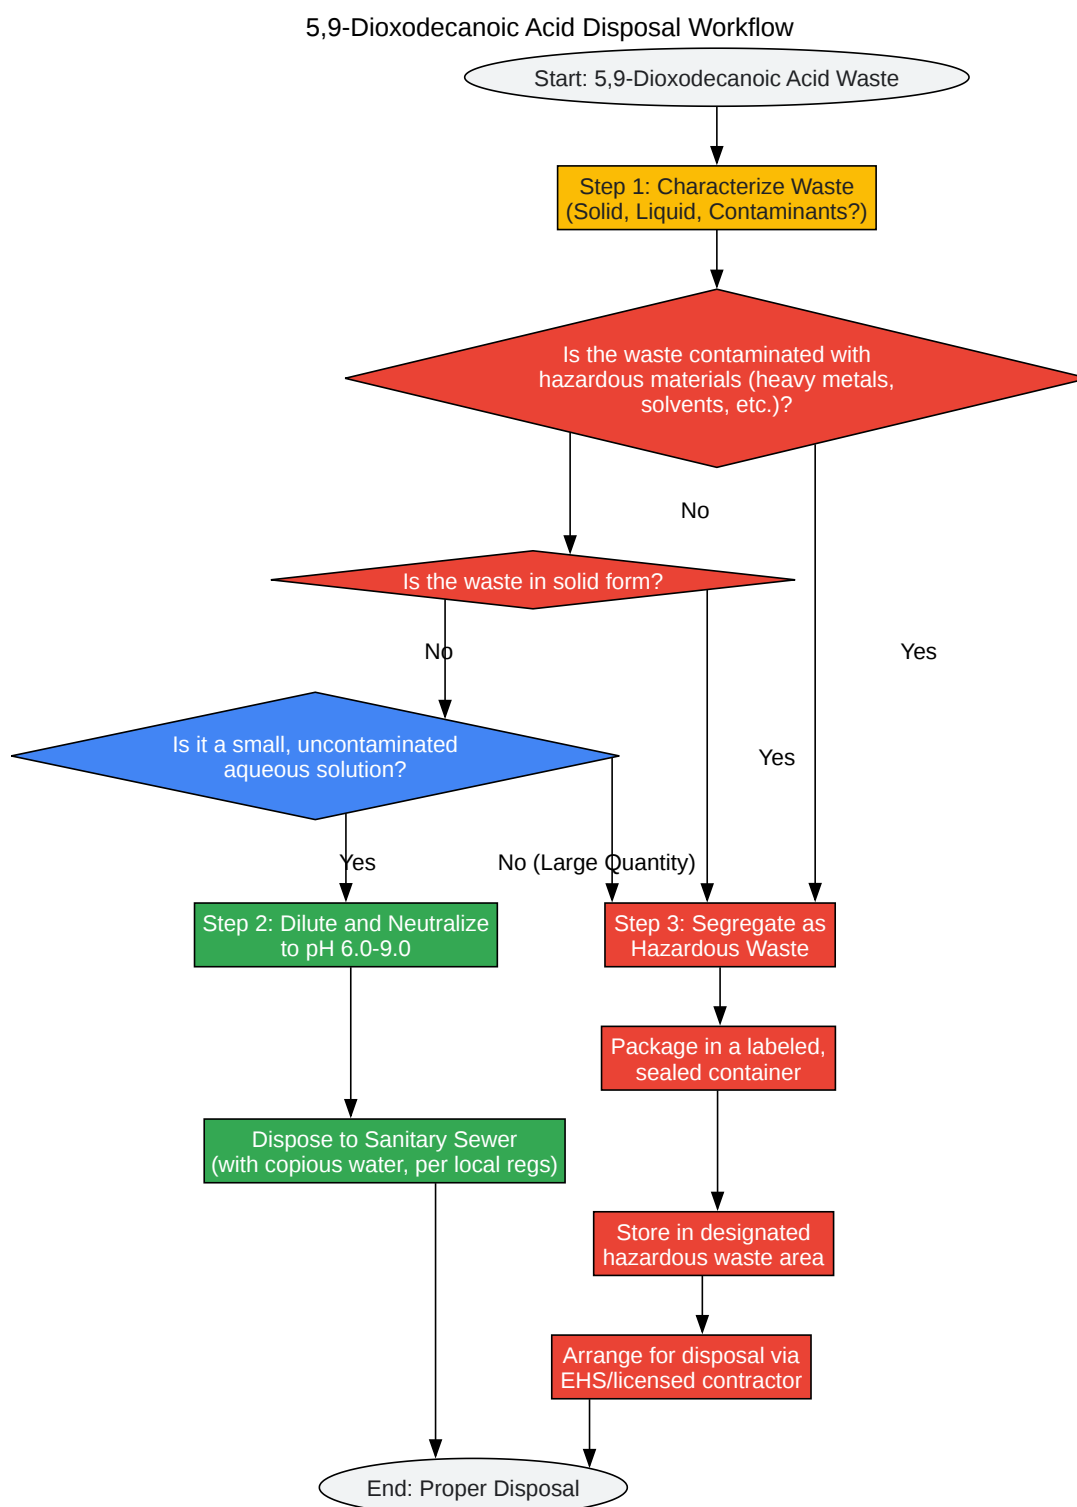 5,9-Dioxodecanoic Acid Disposal Workflow
Start: 5,9-Dioxodecanoic Acid Waste
Step 1: Characterize Waste
(Solid, Liquid, Contaminants?)
Is the waste contaminated with
hazardous materials (heavy metals,
solvents, etc.)?
No
Is the waste in solid form?
No
Yes
Is it a small, uncontaminated
aqueous solution?
Yes
Yes
No (Large Quantity)
Step 2: Dilute and Neutralize
to pH 6.0-9.0
Step 3: Segregate as
Hazardous Waste
Package in a labeled,
sealed container
Dispose to Sanitary Sewer
(with copious water, per local regs)
Store in designated
hazardous waste area
Arrange for disposal via
EHS/licensed contractor
End: Proper Disposal